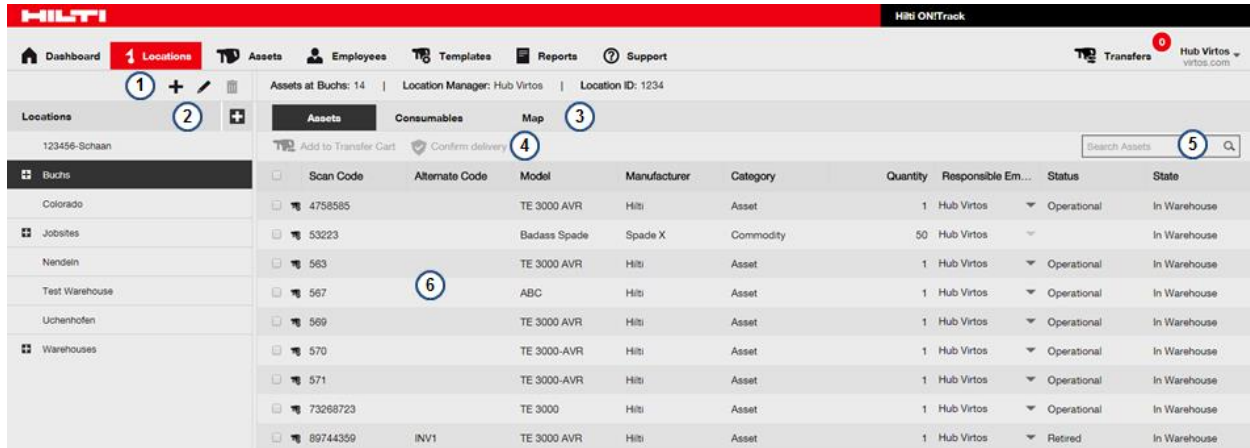 HILTI Hilti ON!Track
Dashboard Locations Assets Employees Templates Reports Support Transfers 0 Hub Virtos
virtos.com
1 Assets at Buchs: 14 | Location Manager: Hub Virtos | Location ID: 1234
Locations 2 Assets Consumables Map 3
123456-Schaan Add to Transfer Cart Confirm delivery 4 Search Assets 5
Buchs Scan Code Alternate Code Model Manufacturer Category Quantity Responsible Em... Status State
Colorado 4758585 TE 3000 AVR Hilti Asset 1 Hub Virtos Operational In Warehouse
Jobsites 53223 Badass Spade Spade X Commodity 50 Hub Virtos In Warehouse
Nendeln 563 TE 3000 AVR Hilti Asset 1 Hub Virtos Operational In Warehouse
Test Warehouse 567 6 ABC Hilti Asset 1 Hub Virtos Operational In Warehouse
Uchenhofen 569 TE 3000 AVR Hilti Asset 1 Hub Virtos Operational In Warehouse
Warehouses 570 TE 3000-AVR Hilti Asset 1 Hub Virtos Operational In Warehouse
571 TE 3000-AVR Hilti Asset 1 Hub Virtos Operational In Warehouse
73268723 TE 3000 Hilti Asset 1 Hub Virtos Operational In Warehouse
89744359 INV1 TE 3000 AVR Hilti Asset 1 Hub Virtos Retired In Warehouse